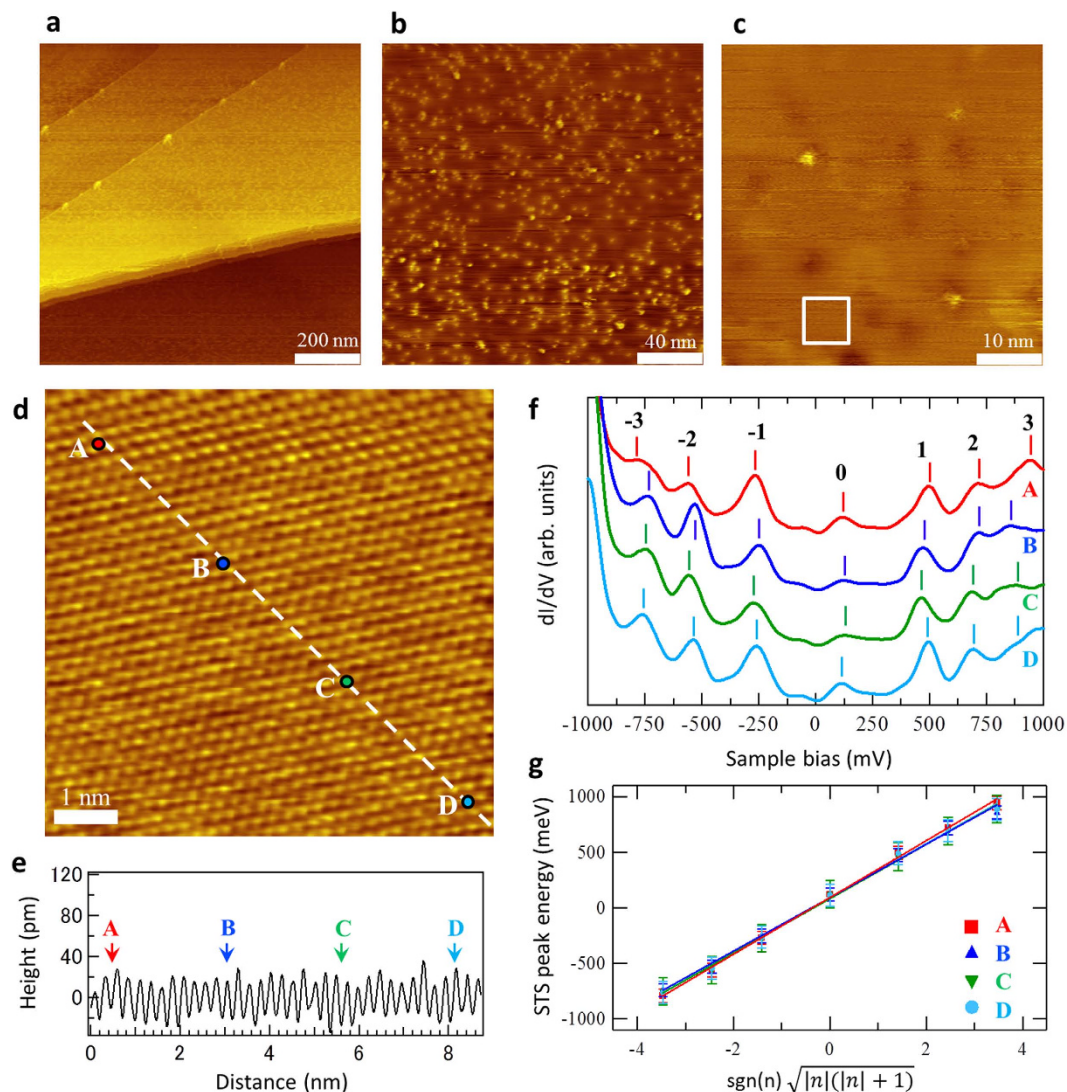 a
b
c
200 nm
40 nm
10 nm
d
A
B
C
D
1 nm
f
-3
-2
-1
0
1
2
3
A
B
C
D
dI/dV (arb. units)
-1000 -750 -500 -250 0 250 500 750 1000
Sample bias (mV)
e
120
80
40
0
Height (pm)
A B C D
0 2 4 6 8
Distance (nm)
g
1000
500
0
-500
-1000
STS peak energy (meV)
A
B
C
D
-4 -2 0 2 4
sgn(n) √|n|(|n| + 1)